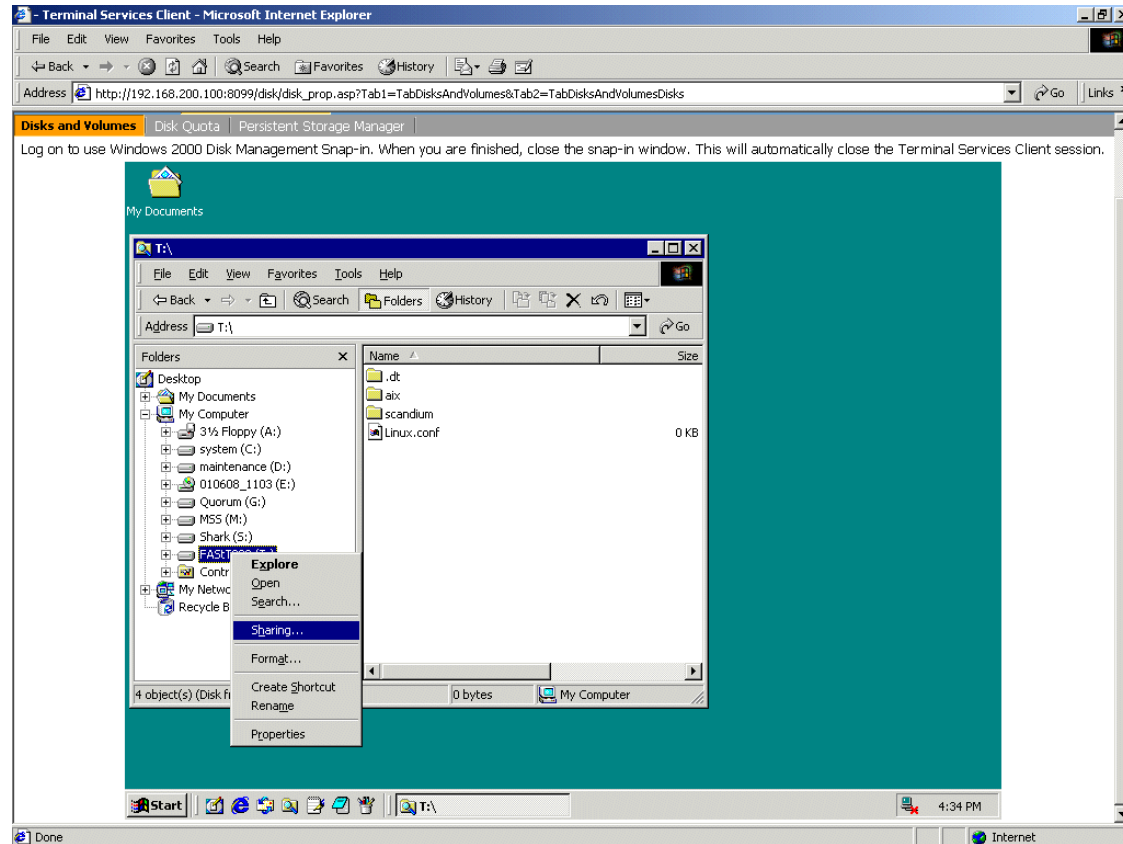 - Terminal Services Client - Microsoft Internet Explorer
File Edit View Favorites Tools Help
Back Search Favorites History
Address http://192.168.200.100:8099/disk/disk_prop.asp?Tab1=TabDisksAndVolumes&Tab2=TabDisksAndVolumesDisks Go Links
Disks and Volumes Disk Quota Persistent Storage Manager
Log on to use Windows 2000 Disk Management Snap-in. When you are finished, close the snap-in window. This will automatically close the Terminal Services Client session.
My Documents
T:\
File Edit View Favorites Tools Help
Back Search Folders History
Address T:\ Go
Folders Name Size
Desktop
My Documents
My Computer
3½ Floppy (A:)
system (C:)
maintenance (D:)
010608_1103 (E:)
Quorum (G:)
MSS (M:)
Shark (S:)
Contr
My Netwo
Recycle B
.dt
aix
scandium
Linux.conf 0 KB
Explore
Open
Search...
Sharing...
Format...
Create Shortcut
Rename
Properties
4 object(s) (Disk fr 0 bytes My Computer
Start T:\ 4:34 PM
Done Internet